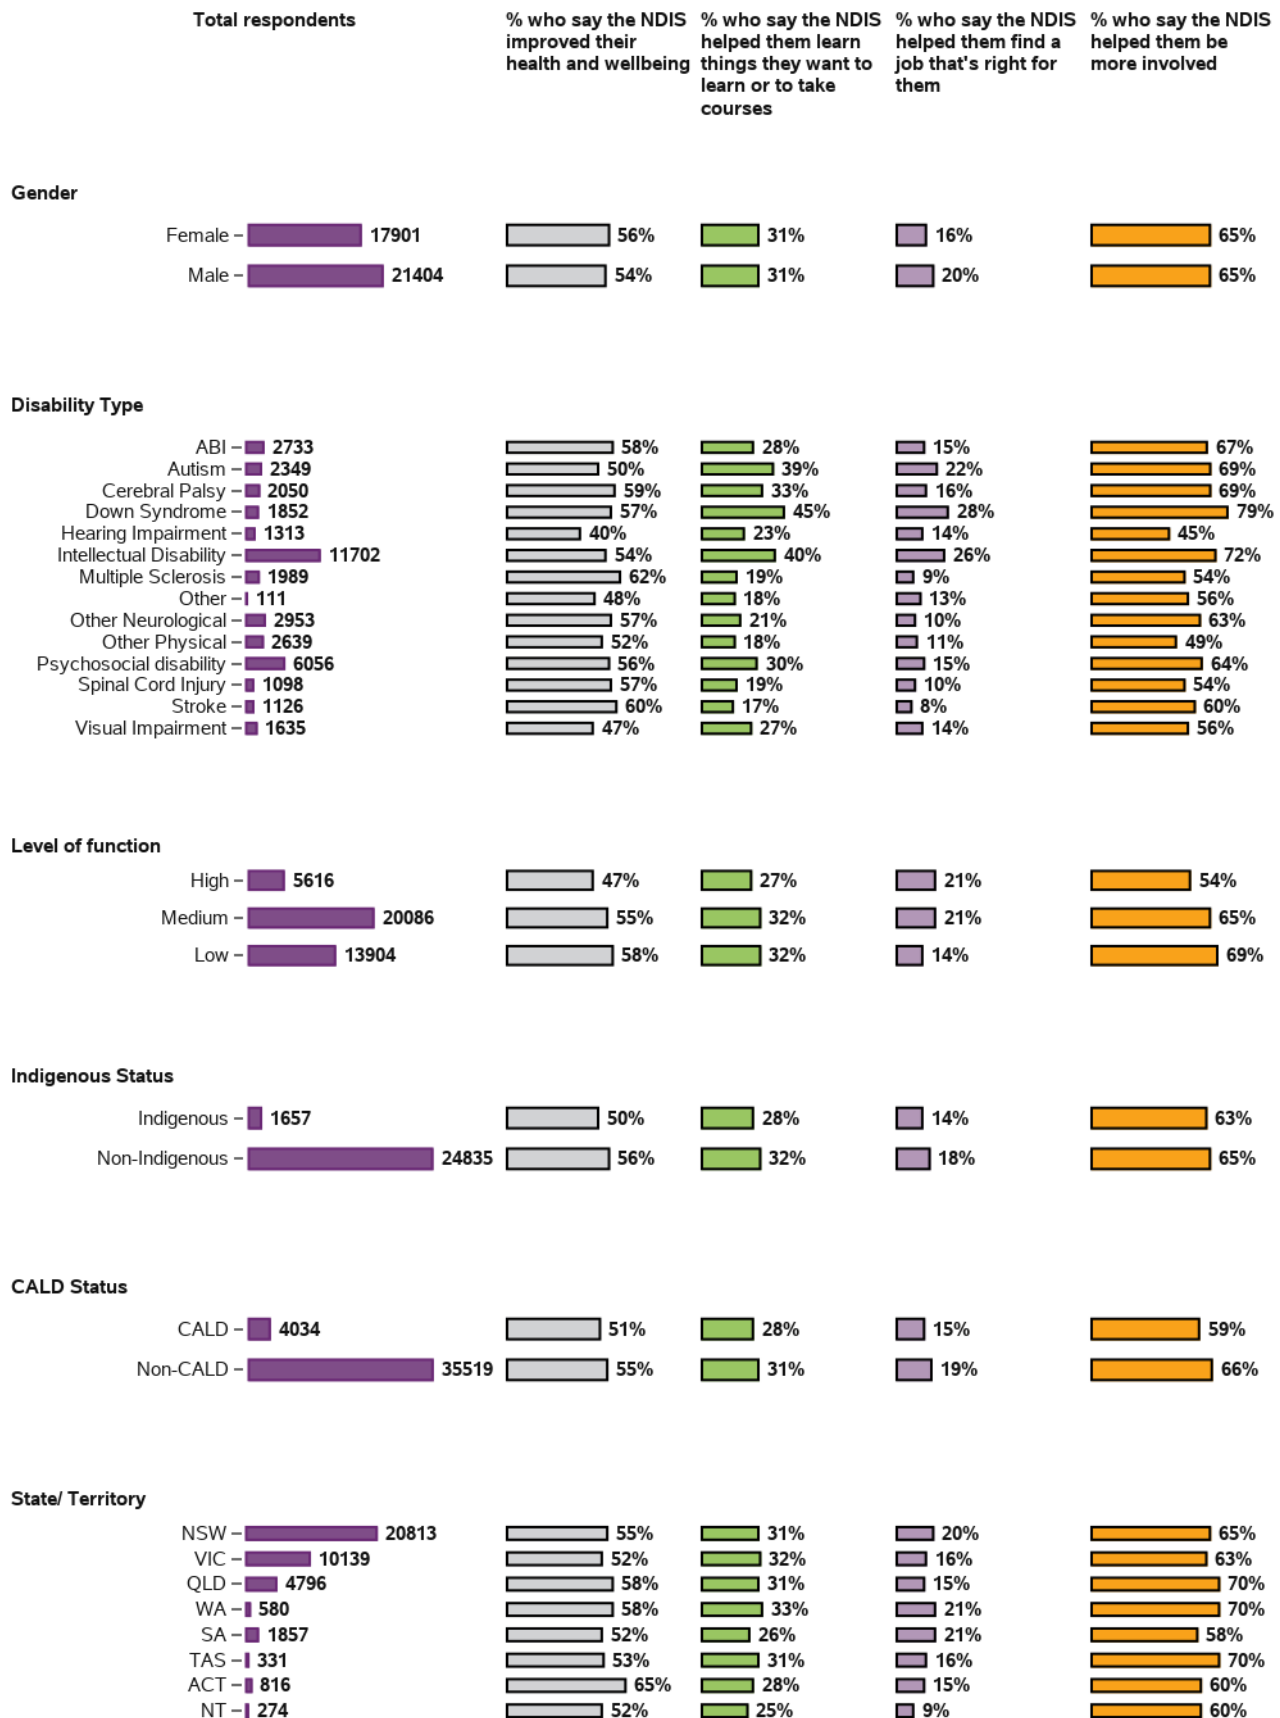 Total respondents
% who say the NDIS improved their health and wellbeing
% who say the NDIS helped them learn things they want to learn or to take courses
% who say the NDIS helped them find a job that's right for them
% who say the NDIS helped them be more involved
Gender
Female 17901 56% 31% 16% 65%
Male 21404 54% 31% 20% 65%
Disability Type
ABI 2733 58% 28% 15% 67%
Autism 2349 50% 39% 22% 69%
Cerebral Palsy 2050 59% 33% 16% 69%
Down Syndrome 1852 57% 45% 28% 79%
Hearing Impairment 1313 40% 23% 14% 45%
Intellectual Disability 11702 54% 40% 26% 72%
Multiple Sclerosis 1989 62% 19% 9% 54%
Other 111 48% 18% 13% 56%
Other Neurological 2953 57% 21% 10% 63%
Other Physical 2639 52% 18% 11% 49%
Psychosocial disability 6056 56% 30% 15% 64%
Spinal Cord Injury 1098 57% 19% 10% 54%
Stroke 1126 60% 17% 8% 60%
Visual Impairment 1635 47% 27% 14% 56%
Level of function
High 5616 47% 27% 21% 54%
Medium 20086 55% 32% 21% 65%
Low 13904 58% 32% 14% 69%
Indigenous Status
Indigenous 1657 50% 28% 14% 63%
Non-Indigenous 24835 56% 32% 18% 65%
CALD Status
CALD 4034 51% 28% 15% 59%
Non-CALD 35519 55% 31% 19% 66%
State/ Territory
NSW 20813 55% 31% 20% 65%
VIC 10139 52% 32% 16% 63%
QLD 4796 58% 31% 15% 70%
WA 580 58% 33% 21% 70%
SA 1857 52% 26% 21% 58%
TAS 331 53% 31% 16% 70%
ACT 816 65% 28% 15% 60%
NT 274 52% 25% 9% 60%